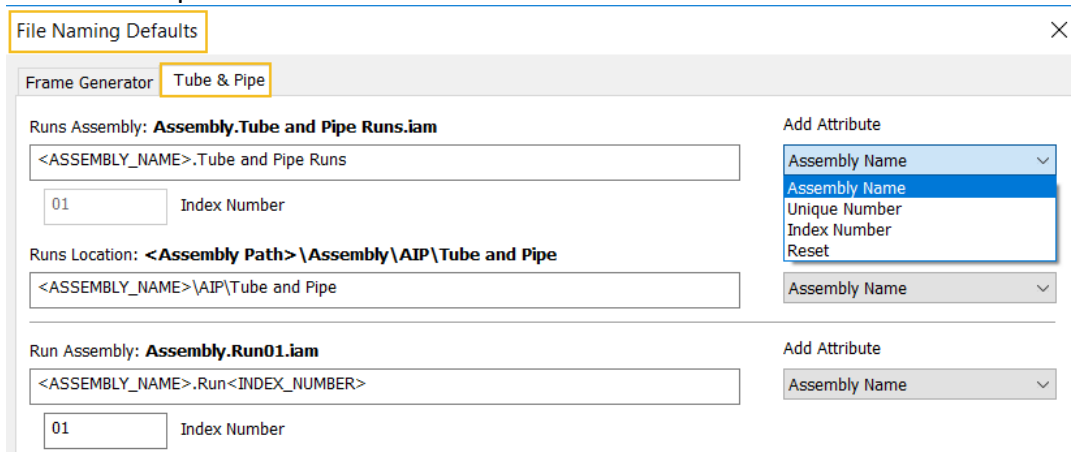 File Naming Defaults
Frame Generator Tube & Pipe
Runs Assembly: Assembly.Tube and Pipe Runs.iam Add Attribute
<ASSEMBLY_NAME>.Tube and Pipe Runs Assembly Name
Assembly Name
01 Index Number Unique Number
Index Number
Runs Location: <Assembly Path>\Assembly\AIP\Tube and Pipe Reset
<ASSEMBLY_NAME>\AIP\Tube and Pipe Assembly Name
Run Assembly: Assembly.Run01.iam Add Attribute
<ASSEMBLY_NAME>.Run<INDEX_NUMBER> Assembly Name
01 Index Number